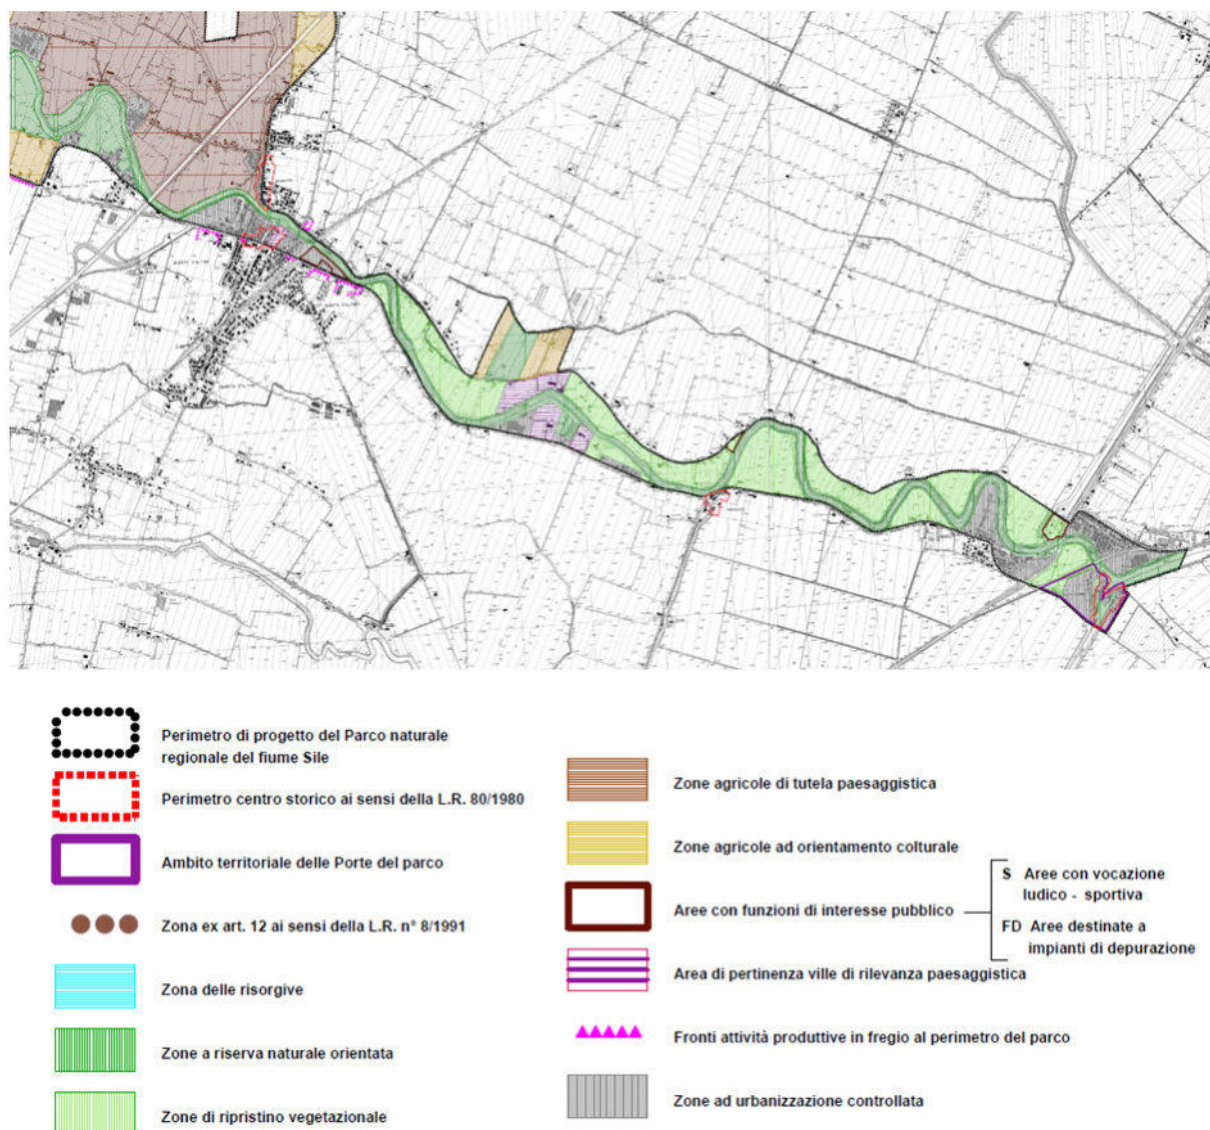 Perimetro di progetto del Parco naturale
regionale del fiume Sile
Perimetro centro storico ai sensi della L.R. 80/1980
Ambito territoriale delle Porte del parco
Zona ex art. 12 ai sensi della L.R. n° 8/1991
Zona delle risorgive
Zone a riserva naturale orientata
Zone di ripristino vegetazionale
Zone agricole di tutela paesaggistica
Zone agricole ad orientamento colturale
Aree con funzioni di interesse pubblico
S Aree con vocazione
ludico - sportiva
FD Aree destinate a
impianti di depurazione
Area di pertinenza ville di rilevanza paesaggistica
Fronti attività produttive in fregio al perimetro del parco
Zone ad urbanizzazione controllata